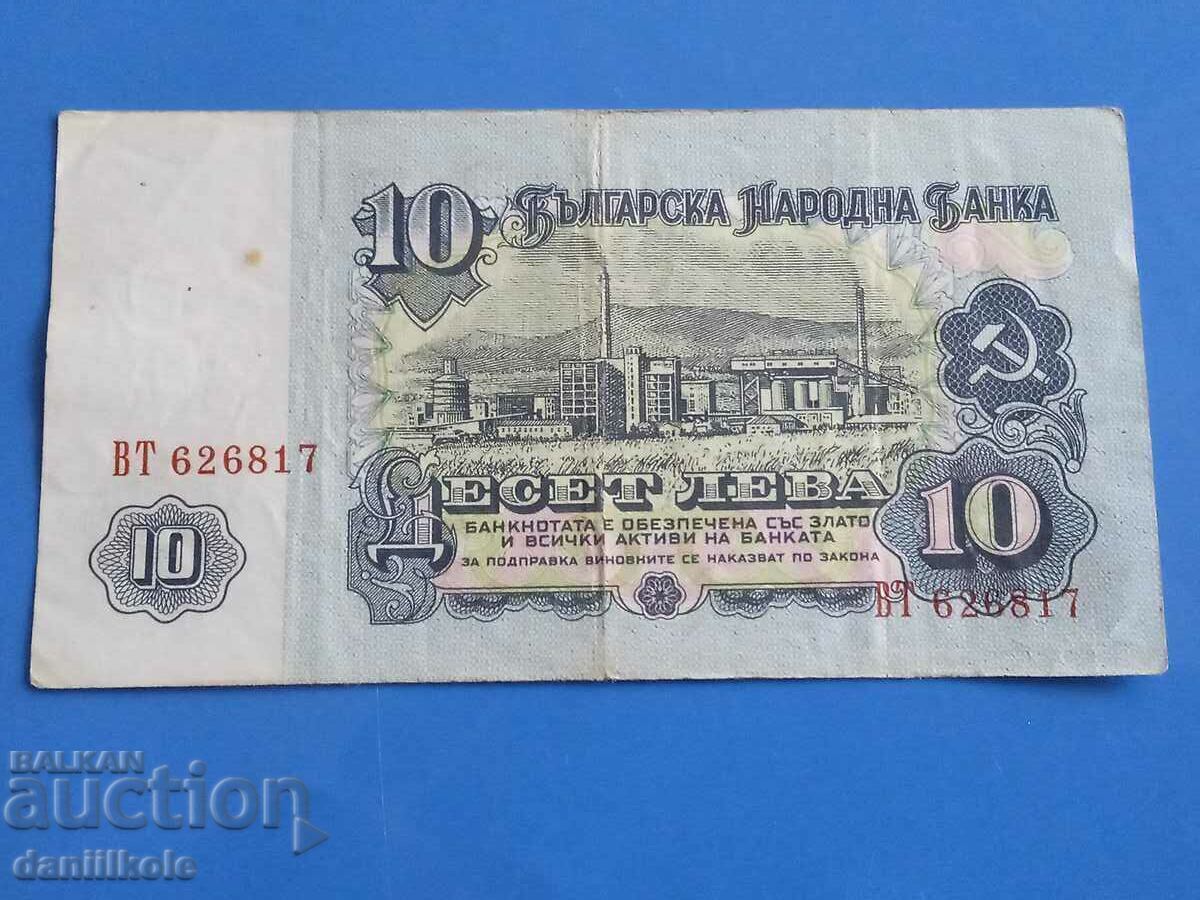 10 БЪЛГАРСКА НАРОДНА БАНКА
ВТ 626817
ДЕСЕТ ЛЕВА
БАНКНОТАТА Е ОБЕЗПЕЧЕНА СЪС ЗЛАТО
И ВСИЧКИ АКТИВИ НА БАНКАТА
ЗА ПОДПРАВКА ВИНОВНИТЕ СЕ НАКАЗВАТ ПО ЗАКОНА
10
10
ВТ 626817
BALKAN
auction
daniilkole